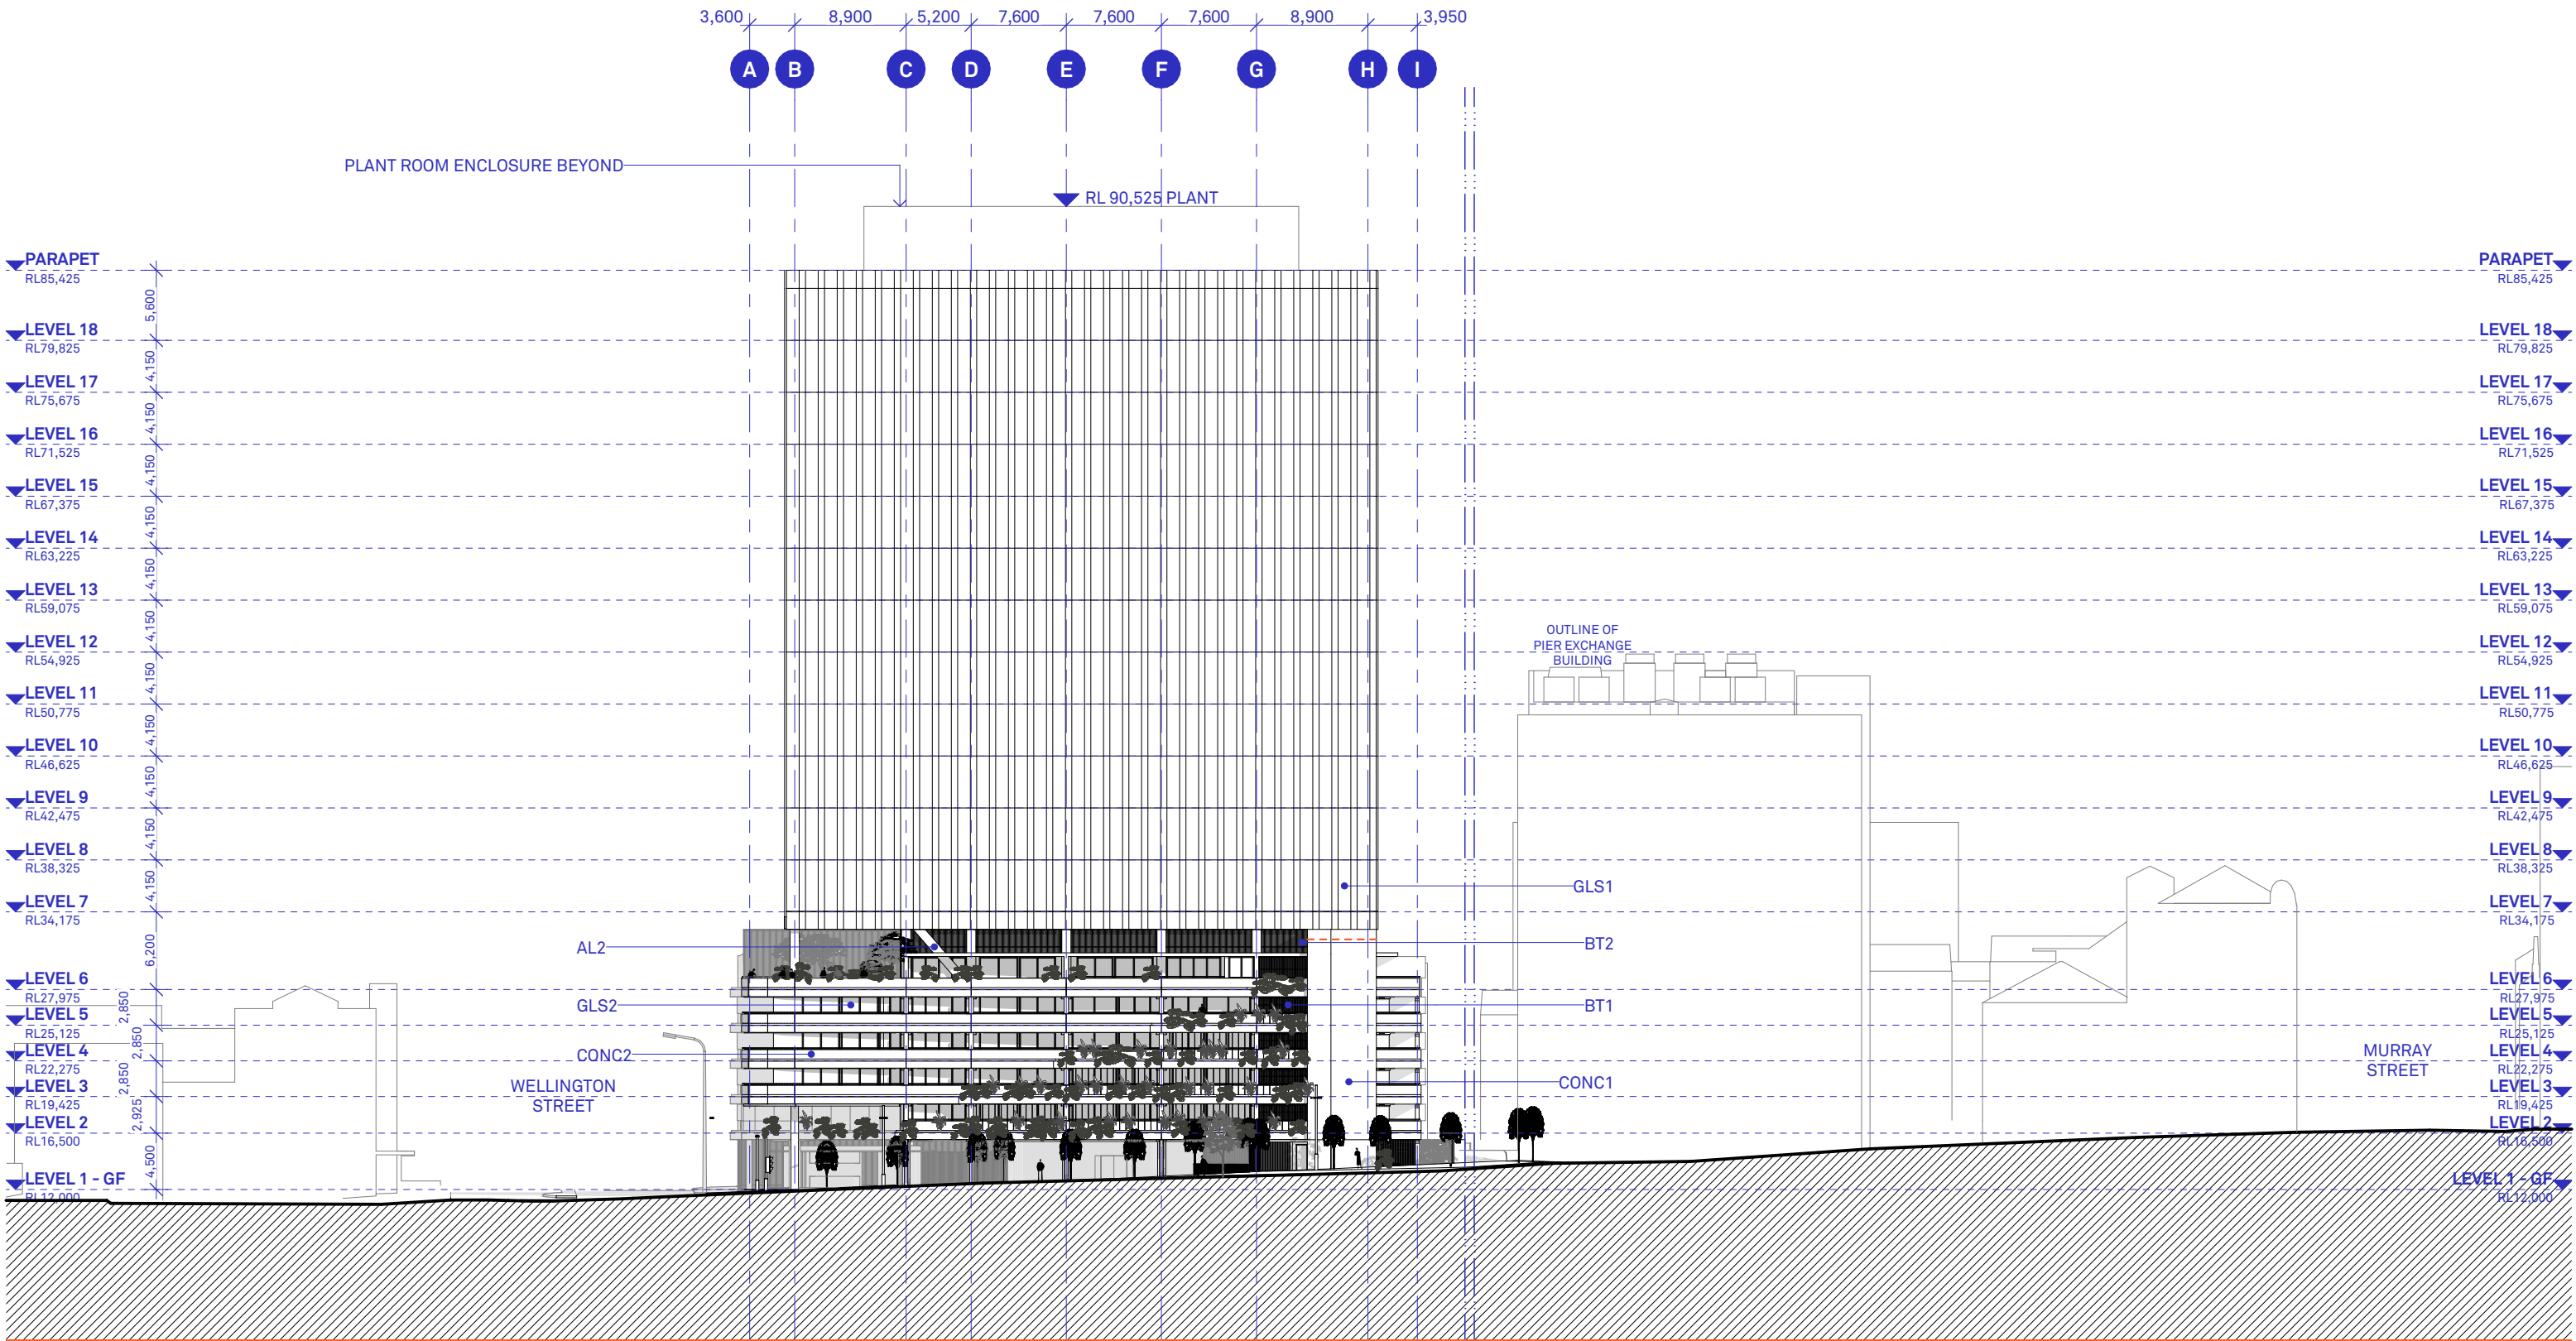 3,600 8,900 5,200 7,600 7,600 7,600 8,900 3,950
A B C D E F G H I
PLANT ROOM ENCLOSURE BEYOND
RL 90,525 PLANT
PARAPET
RL85,425
5,600
LEVEL 18
RL79,825
4,150
LEVEL 17
RL75,675
4,150
LEVEL 16
RL71,525
4,150
LEVEL 15
RL67,375
4,150
LEVEL 14
RL63,225
4,150
LEVEL 13
RL59,075
4,150
LEVEL 12
RL54,925
4,150
LEVEL 11
RL50,775
4,150
LEVEL 10
RL46,625
4,150
LEVEL 9
RL42,475
4,150
LEVEL 8
RL38,325
4,150
LEVEL 7
RL34,175
6,200
LEVEL 6
RL27,975
2,850
LEVEL 5
RL25,125
2,850
LEVEL 4
RL22,275
2,850
LEVEL 3
RL19,425
2,925
LEVEL 2
RL16,500
4,500
LEVEL 1 - GF
RL12,000
AL2
GLS2
CONC2
WELLINGTON
STREET
GLS1
BT2
BT1
CONC1
OUTLINE OF
PIER EXCHANGE
BUILDING
MURRAY
STREET
PARAPET
RL85,425
LEVEL 18
RL79,825
LEVEL 17
RL75,675
LEVEL 16
RL71,525
LEVEL 15
RL67,375
LEVEL 14
RL63,225
LEVEL 13
RL59,075
LEVEL 12
RL54,925
LEVEL 11
RL50,775
LEVEL 10
RL46,625
LEVEL 9
RL42,475
LEVEL 8
RL38,325
LEVEL 7
RL34,175
LEVEL 6
RL27,975
LEVEL 5
RL25,125
LEVEL 4
RL22,275
LEVEL 3
RL19,425
LEVEL 2
RL16,500
LEVEL 1 - GF
RL12,000